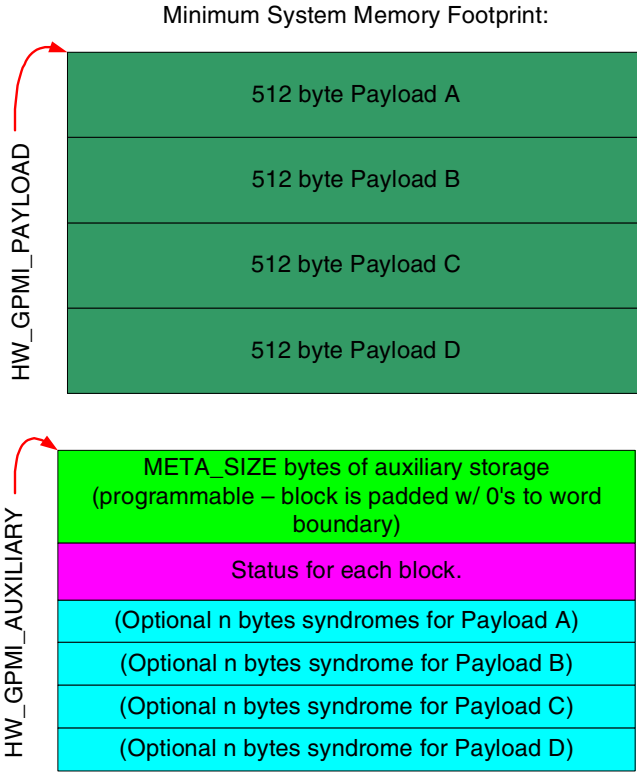 Minimum System Memory Footprint:
HW_GPMI_PAYLOAD
512 byte Payload A
512 byte Payload B
512 byte Payload C
512 byte Payload D
HW_GPMI_AUXILIARY
META_SIZE bytes of auxiliary storage
(programmable – block is padded w/ 0's to word
boundary)
Status for each block.
(Optional n bytes syndromes for Payload A)
(Optional n bytes syndrome for Payload B)
(Optional n bytes syndrome for Payload C)
(Optional n bytes syndrome for Payload D)